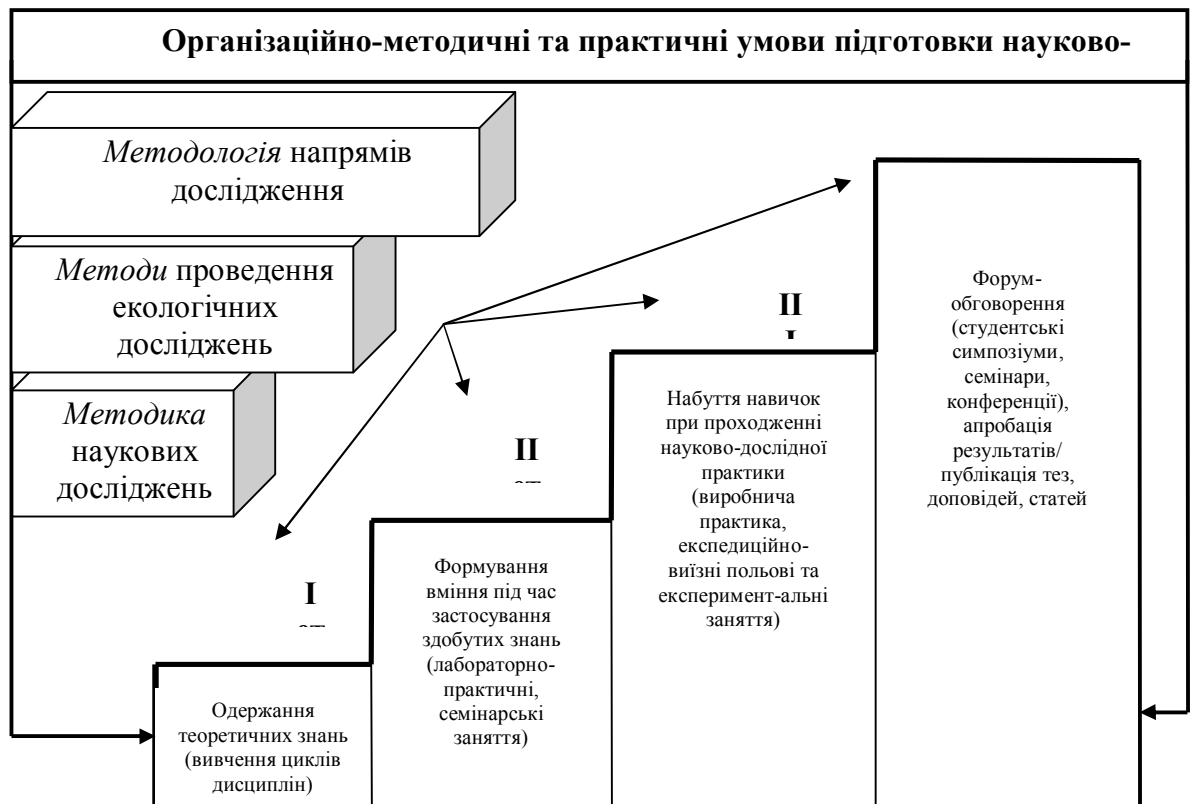 Організаційно-методичні та практичні умови підготовки науково-
Методологія напрямів
дослідження
Методи проведення
екологічних
досліджень
Методика
наукових
досліджень
I
II
II
Одержання
теоретичних знань
(вивчення циклів
дисциплін)
Формування
вміння під час
застосування
здобутих знань
(лабораторно-
практичні,
семінарські
заняття)
Набуття навичок
при проходженні
науково-дослідної
практики
(виробнича
практика,
експедиційно-
виїзні польові та
експеримент-альні
заняття)
Форум-
обговорення
(студентські
симпозіуми,
семінари,
конференції),
апробація
результатів/
публікація тез,
доповідей, статей